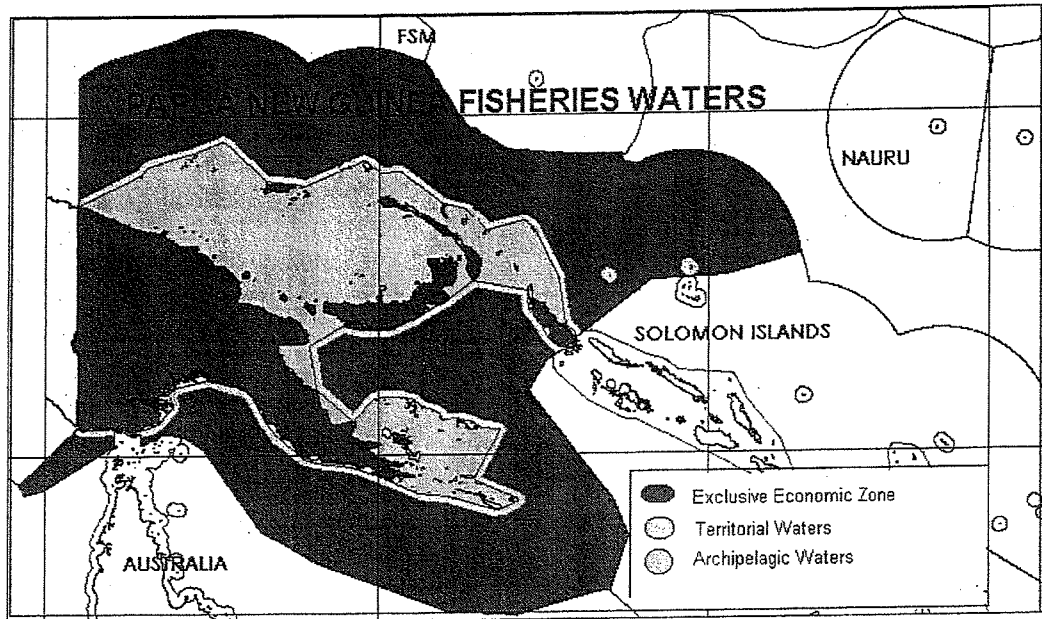 FSM
PAPUA NEW GUINEA FISHERIES WATERS
NAURU
SOLOMON ISLANDS
Exclusive Economic Zone
Territorial Waters
Archipelagic Waters
AUSTRALIA